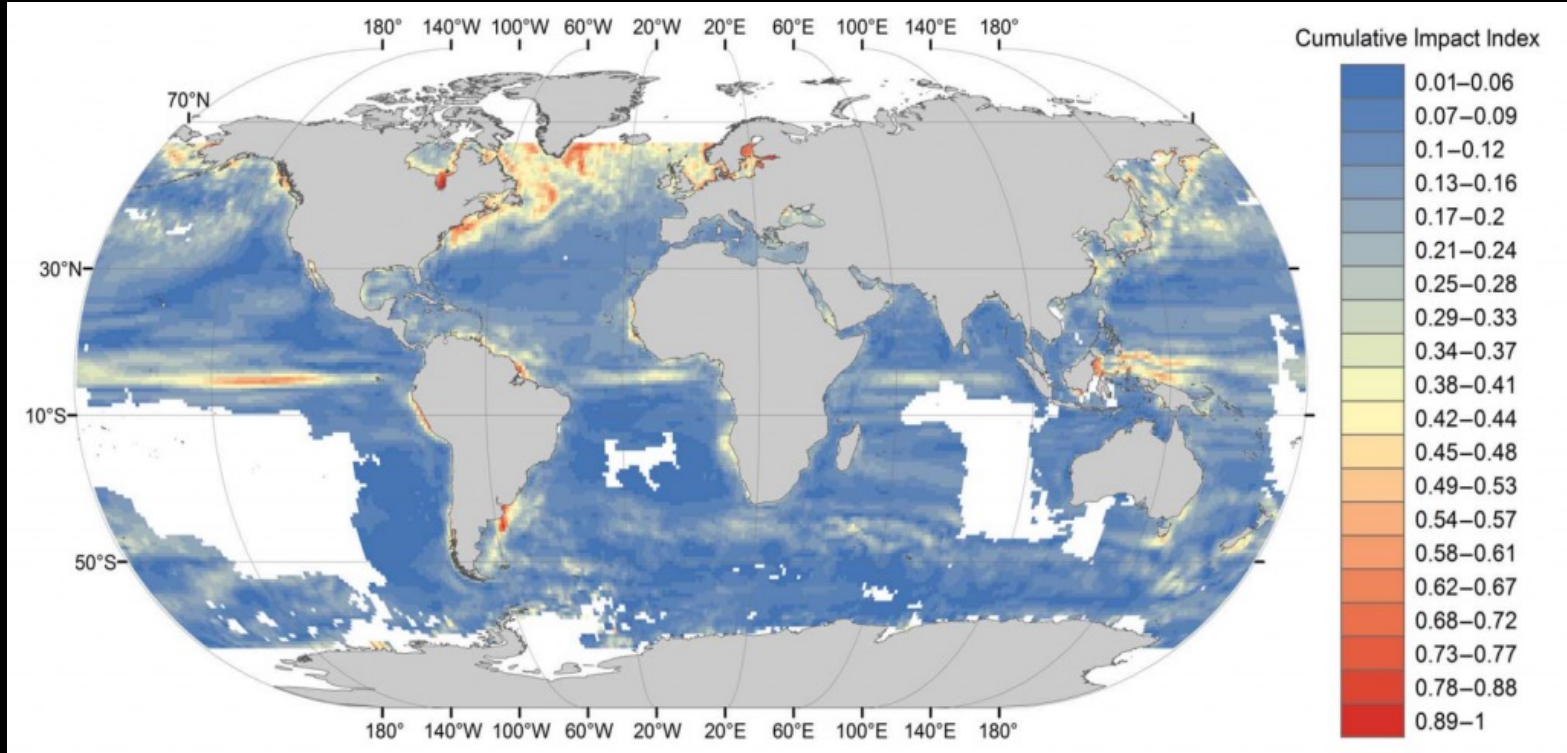 180° 140°W 100°W 60°W 20°W 20°E 60°E 100°E 140°E 180°
Cumulative Impact Index
70°N
30°N
10°S
50°S
0.01–0.06
0.07–0.09
0.1–0.12
0.13–0.16
0.17–0.2
0.21–0.24
0.25–0.28
0.29–0.33
0.34–0.37
0.38–0.41
0.42–0.44
0.45–0.48
0.49–0.53
0.54–0.57
0.58–0.61
0.62–0.67
0.68–0.72
0.73–0.77
0.78–0.88
0.89–1
180° 140°W 100°W 60°W 20°W 20°E 60°E 100°E 140°E 180°